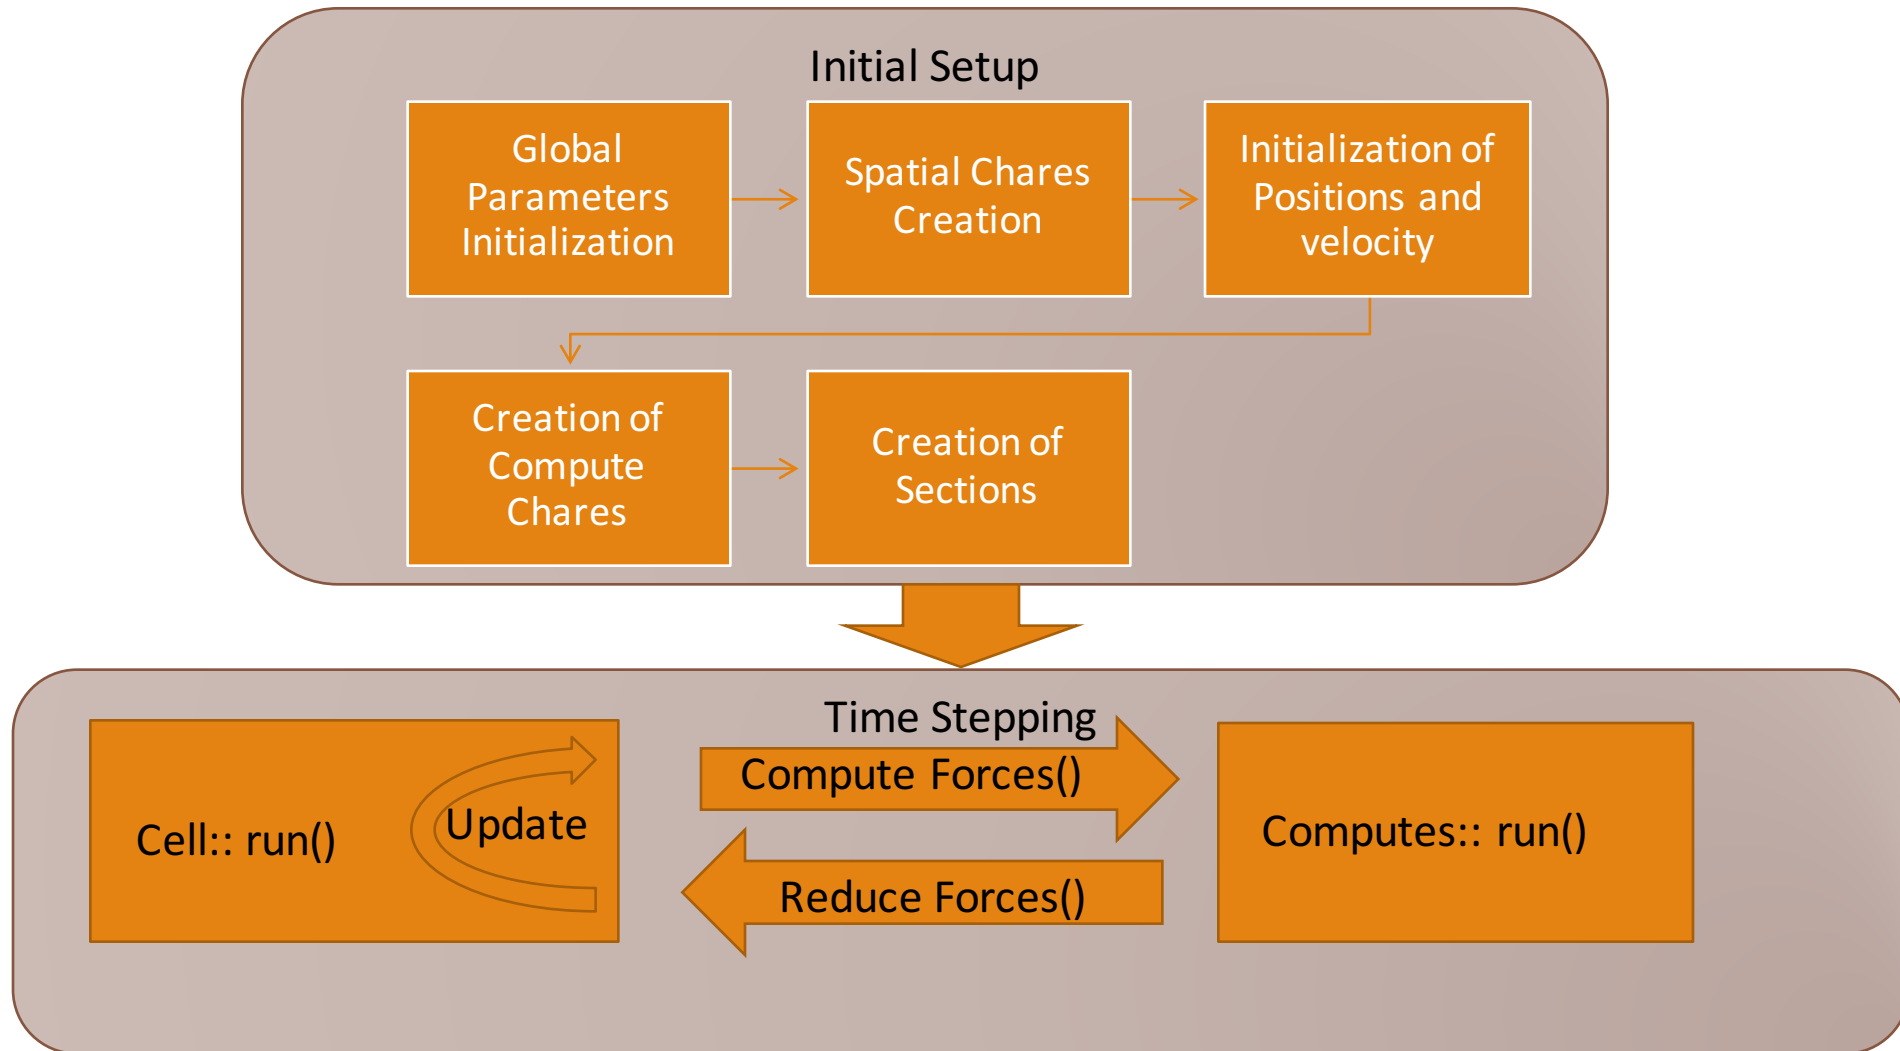 Initial Setup
Global
Parameters
Initialization
Spatial Chares
Creation
Initialization of
Positions and
velocity
Creation of
Compute
Chares
Creation of
Sections
Time Stepping
Cell:: run()
Update
Compute Forces()
Reduce Forces()
Computes:: run()